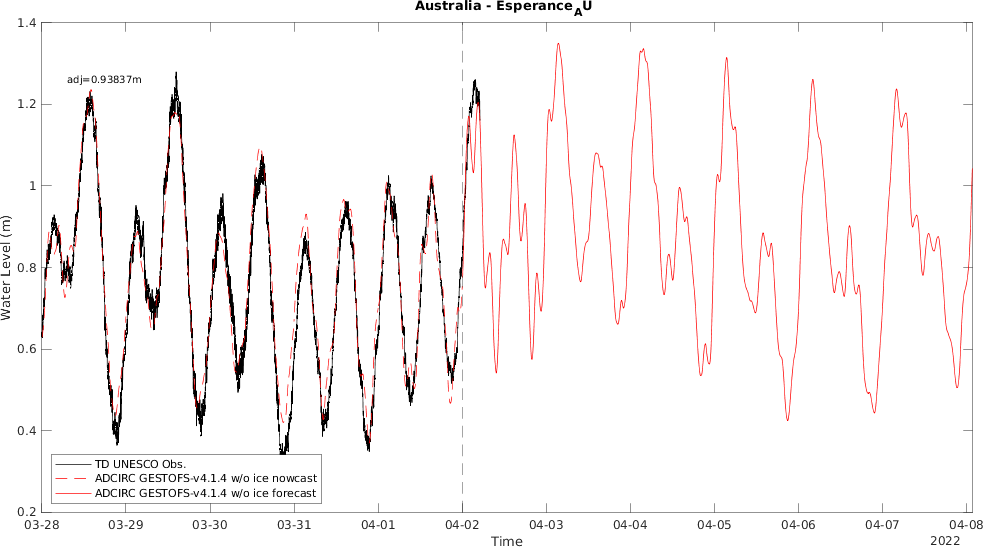 Australia - Esperance_AU
adj=0.93837m
Water Level (m)
1.4
1.2
1
0.8
0.6
0.4
0.2
TD UNESCO Obs.
ADCIRC GESTOFS-v4.1.4 w/o ice nowcast
ADCIRC GESTOFS-v4.1.4 w/o ice forecast
03-28 03-29 03-30 03-31 04-01 04-02 04-03 04-04 04-05 04-06 04-07 04-08
Time
2022